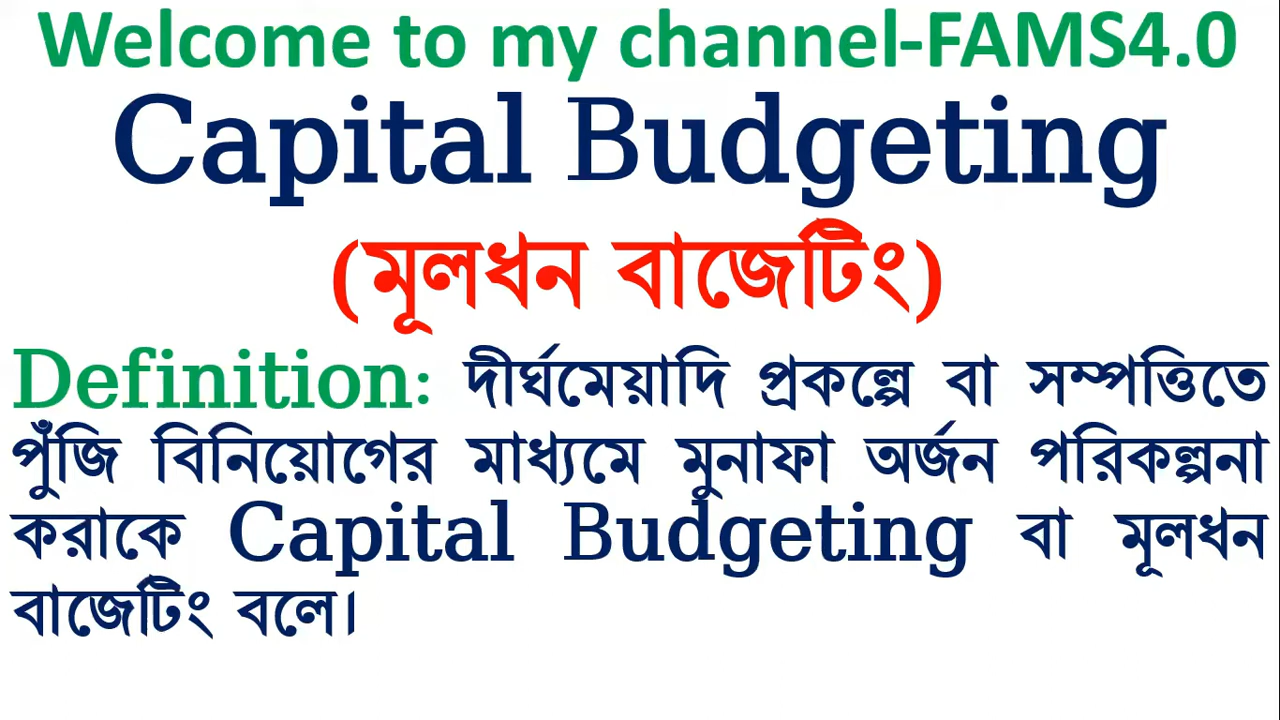 Welcome to my channel-FAMS4.0
Capital Budgeting
(মূলধন বাজেটিং)
Definition: দীর্ঘমেয়াদি প্রকল্পে বা সম্পত্তিতে
পুঁজি বিনিয়োগের মাধ্যমে মুনাফা অর্জন পরিকল্পনা
করাকে Capital Budgeting বা মূলধন
বাজেটিং বলে।